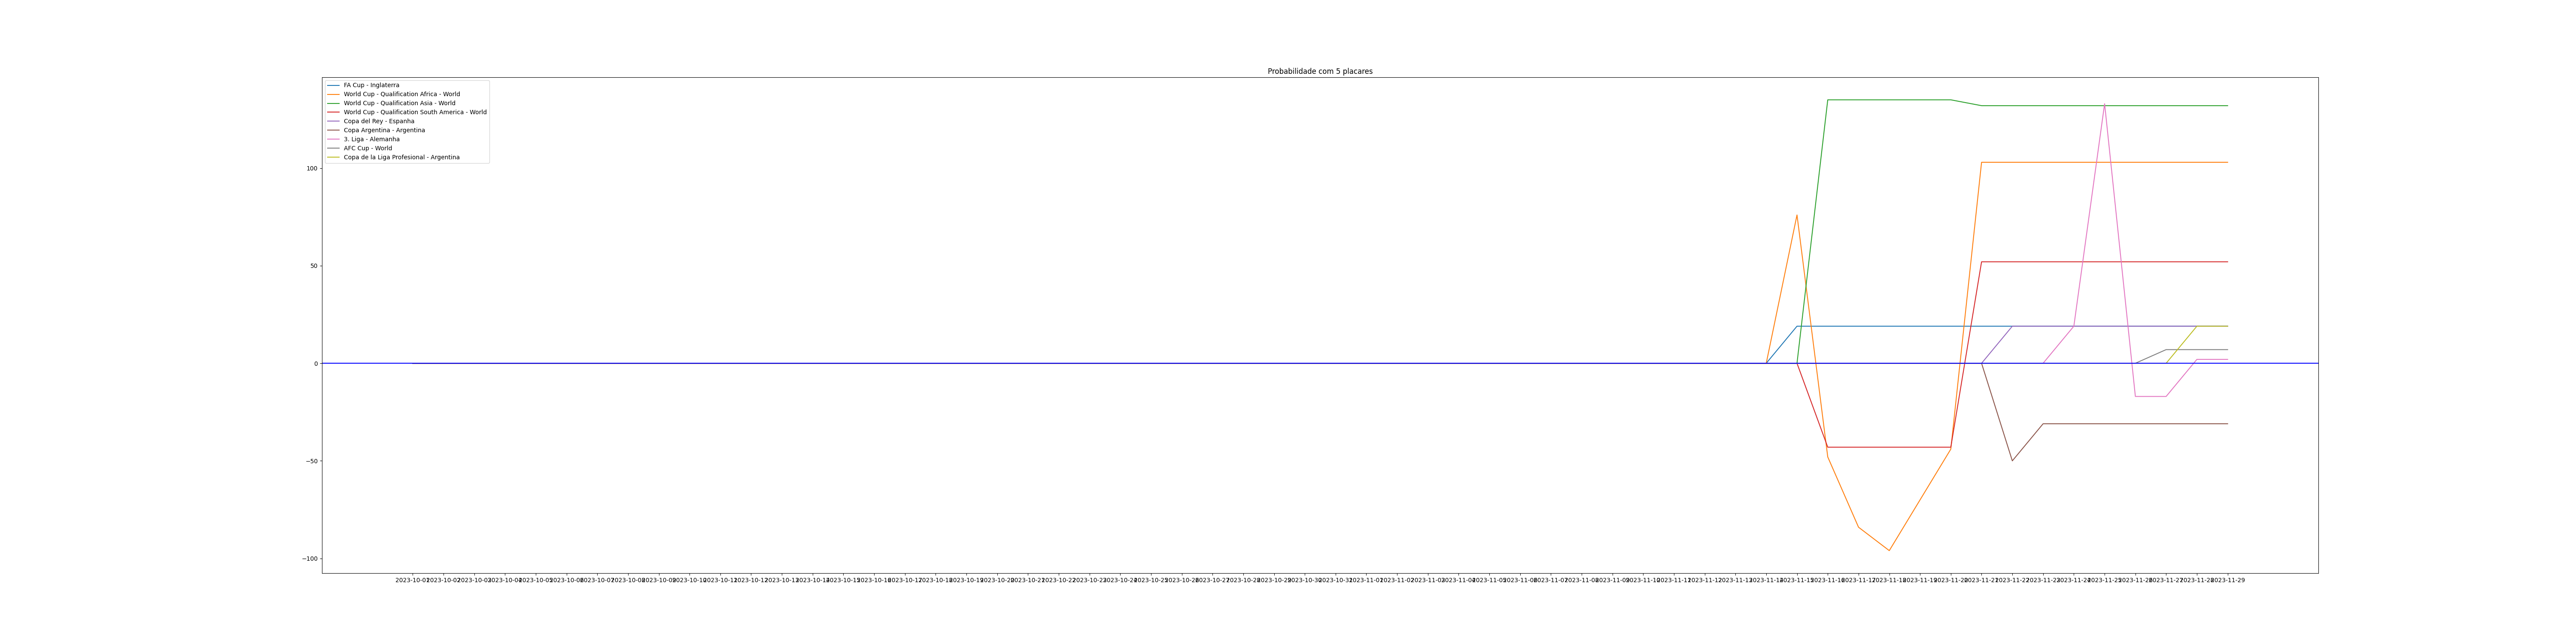 Probabilidade com 5 placares
FA Cup - Inglaterra
World Cup - Qualification Africa - World
World Cup - Qualification Asia - World
World Cup - Qualification South America - World
Copa del Rey - Espanha
Copa Argentina - Argentina
3. Liga - Alemanha
AFC Cup - World
Copa de la Liga Profesional - Argentina
100
50
0
−50
−100
2023-10-01 2023-10-02 2023-10-03 2023-10-04 2023-10-05 2023-10-06 2023-10-07 2023-10-08 2023-10-09 2023-10-10 2023-10-11 2023-10-12 2023-10-13 2023-10-14 2023-10-15 2023-10-16 2023-10-17 2023-10-18 2023-10-19 2023-10-20 2023-10-21 2023-10-22 2023-10-23 2023-10-24 2023-10-25 2023-10-26 2023-10-27 2023-10-28 2023-10-29 2023-10-30 2023-10-31 2023-11-01 2023-11-02 2023-11-03 2023-11-04 2023-11-05 2023-11-06 2023-11-07 2023-11-08 2023-11-09 2023-11-10 2023-11-11 2023-11-12 2023-11-13 2023-11-14 2023-11-15 2023-11-16 2023-11-17 2023-11-18 2023-11-19 2023-11-20 2023-11-21 2023-11-22 2023-11-23 2023-11-24 2023-11-25 2023-11-26 2023-11-27 2023-11-28 2023-11-29